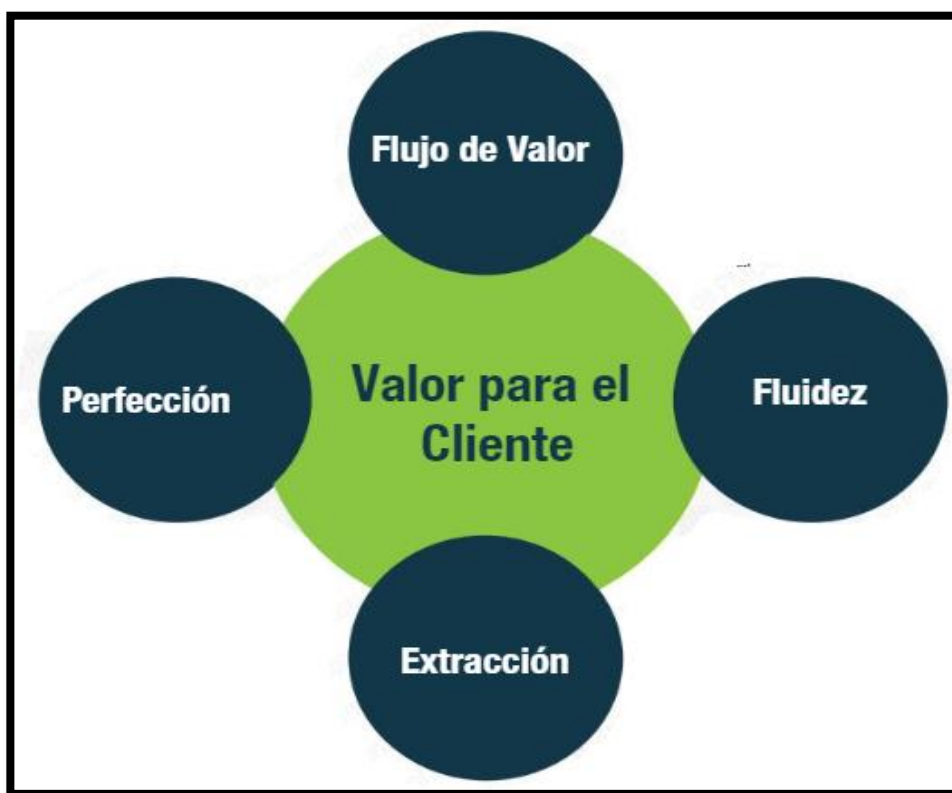 Flujo de Valor
Perfección
Valor para el
Cliente
Fluidez
Extracción